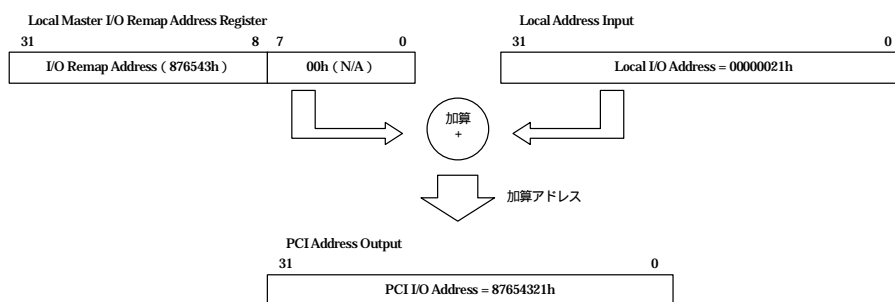 Local Master I/O Remap Address Register
31 8 7 0
I/O Remap Address ( 876543h ) 00h ( N/A )
Local Address Input
31 0
Local I/O Address = 00000021h
加算
+
加算アドレス
PCI Address Output
31 0
PCI I/O Address = 87654321h